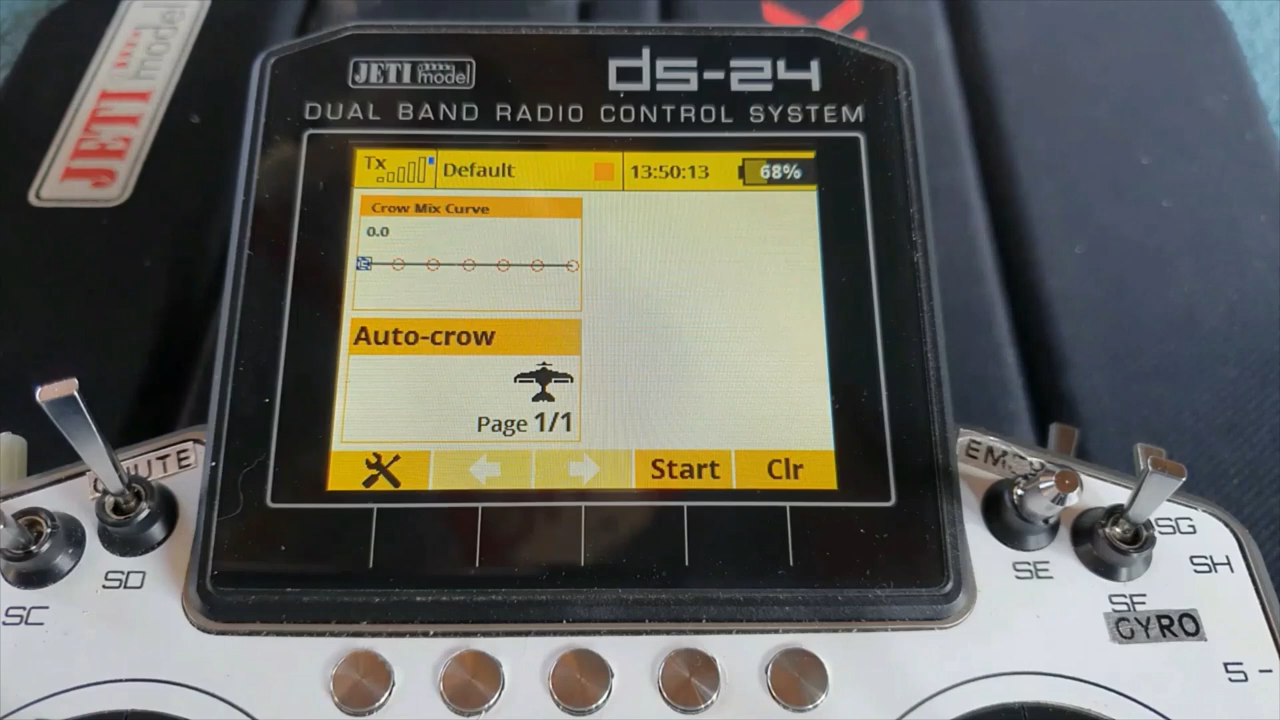 JETI model
JETI model
ds-24
DUAL BAND RADIO CONTROL SYSTEM
Tx
Default
13:50:13
68%
Crow Mix Curve
0.0
Auto-crow
Page 1/1
Start
Clr
SC
SD
SE
SF
GYRO
SG
SH
5 -